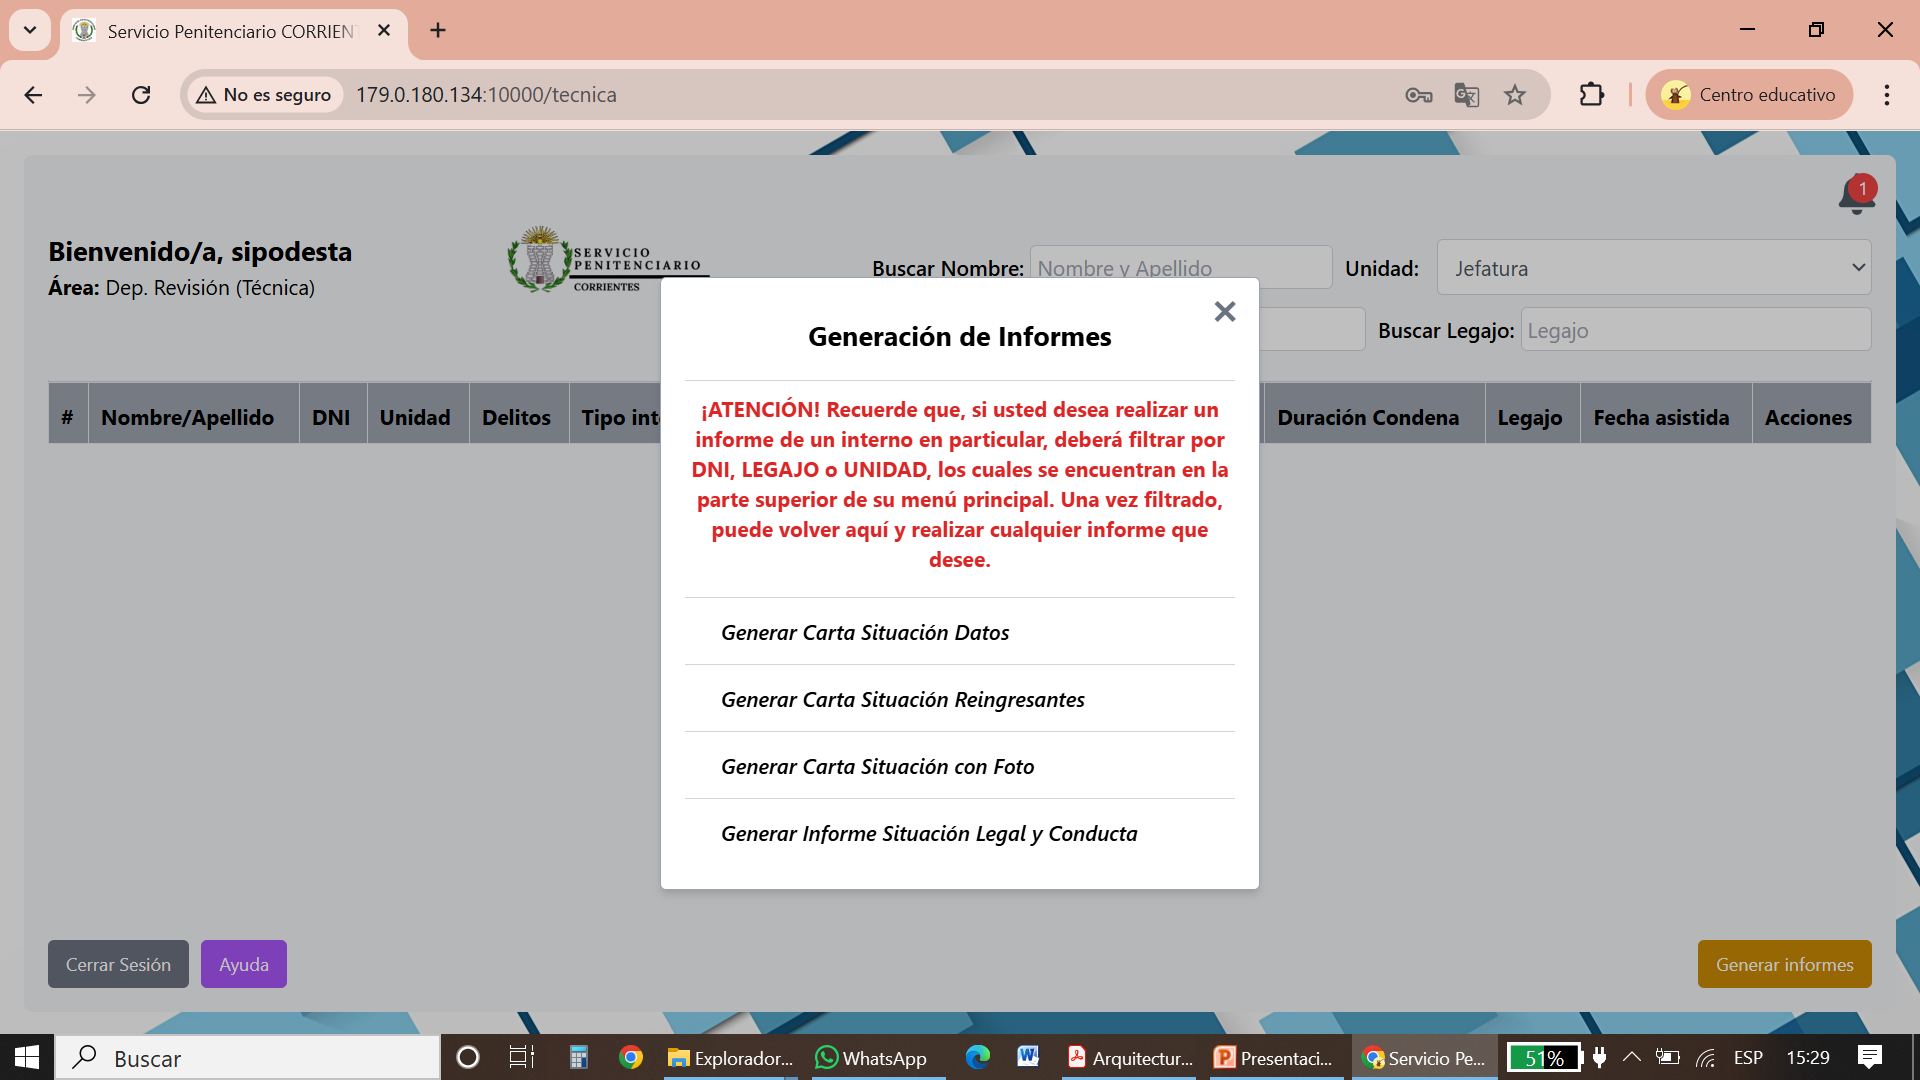 Servicio Penitenciario CORRIEN
No es seguro
179.0.180.134:10000/tecnica
Centro educativo
1
Bienvenido/a, sipodesta
Área: Dep. Revisión (Técnica)
SERVICIO
PENITENCIARIO
CORRIENTES
Buscar Nombre: Nombre y Apellido
Unidad: Jefatura
Buscar Legajo: Legajo
# Nombre/Apellido DNI Unidad Delitos Tipo int Duración Condena Legajo Fecha asistida Acciones
Generación de Informes
¡ATENCIÓN! Recuerde que, si usted desea realizar un
informe de un interno en particular, deberá filtrar por
DNI, LEGAJO o UNIDAD, los cuales se encuentran en la
parte superior de su menú principal. Una vez filtrado,
puede volver aquí y realizar cualquier informe que
desee.
Generar Carta Situación Datos
Generar Carta Situación Reingresantes
Generar Carta Situación con Foto
Generar Informe Situación Legal y Conducta
Cerrar Sesión
Ayuda
Generar informes
Buscar
Explorador...
WhatsApp
Arquitectur...
Presentaci...
Servicio Pe...
51%
ESP
15:29